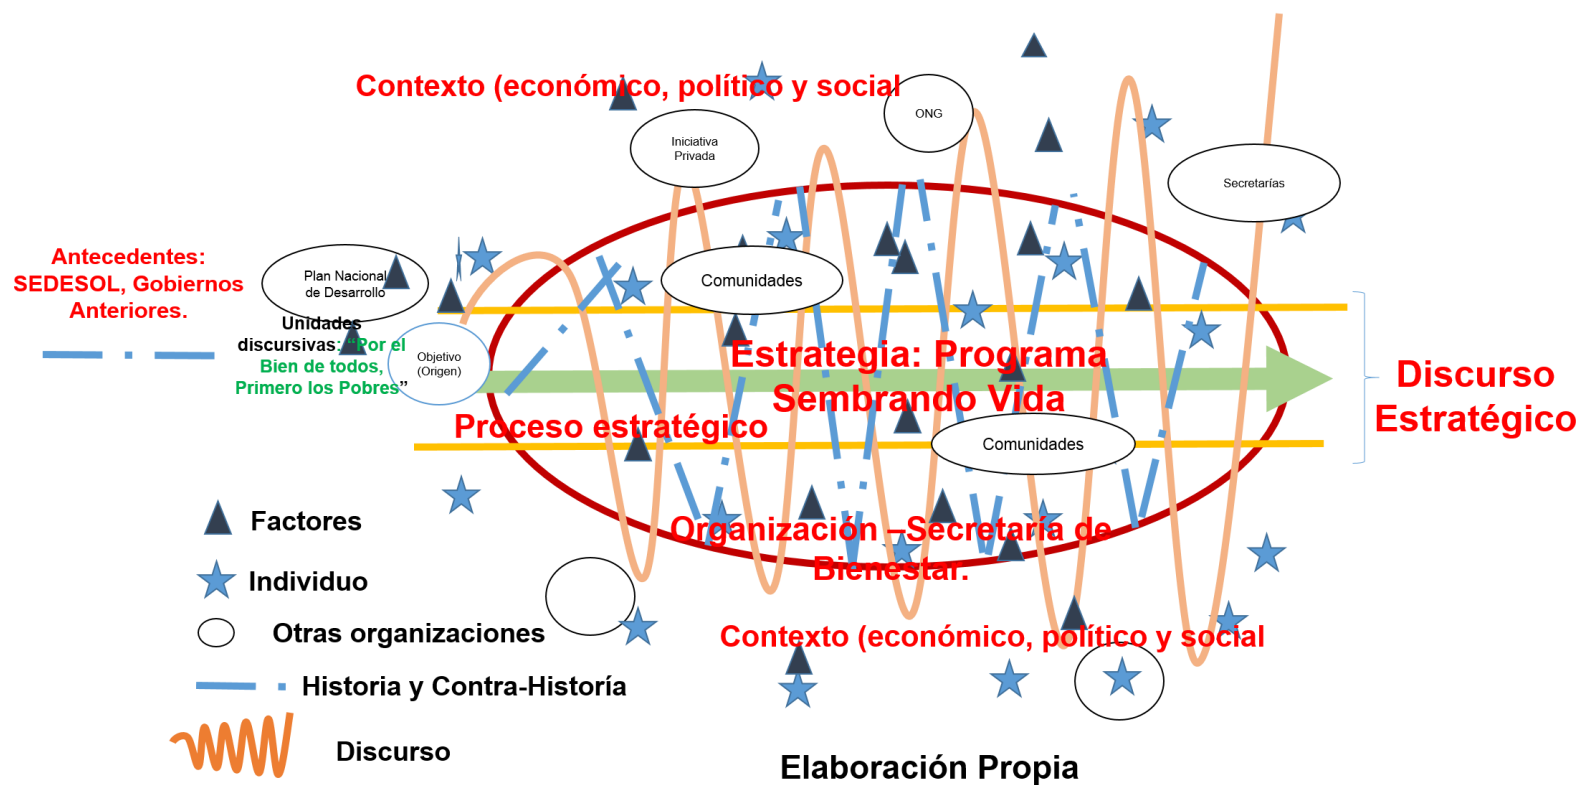 Contexto (económico, político y social
ONG
Iniciativa
Privada
Secretarías
Antecedentes:
SEDESOL, Gobiernos
Anteriores.
Plan Nacional
de Desarrollo
Comunidades
Unidades
discursivas: “Por el
Bien de todos,
Primero los Pobres”
Objetivo
(Origen)
Estrategia: Programa
Sembrando Vida
Discurso
Estratégico
Proceso estratégico
Comunidades
Organización –Secretaría de
Bienestar.
Factores
Individuo
Otras organizaciones
Contexto (económico, político y social
Historia y Contra-Historía
Discurso
Elaboración Propia